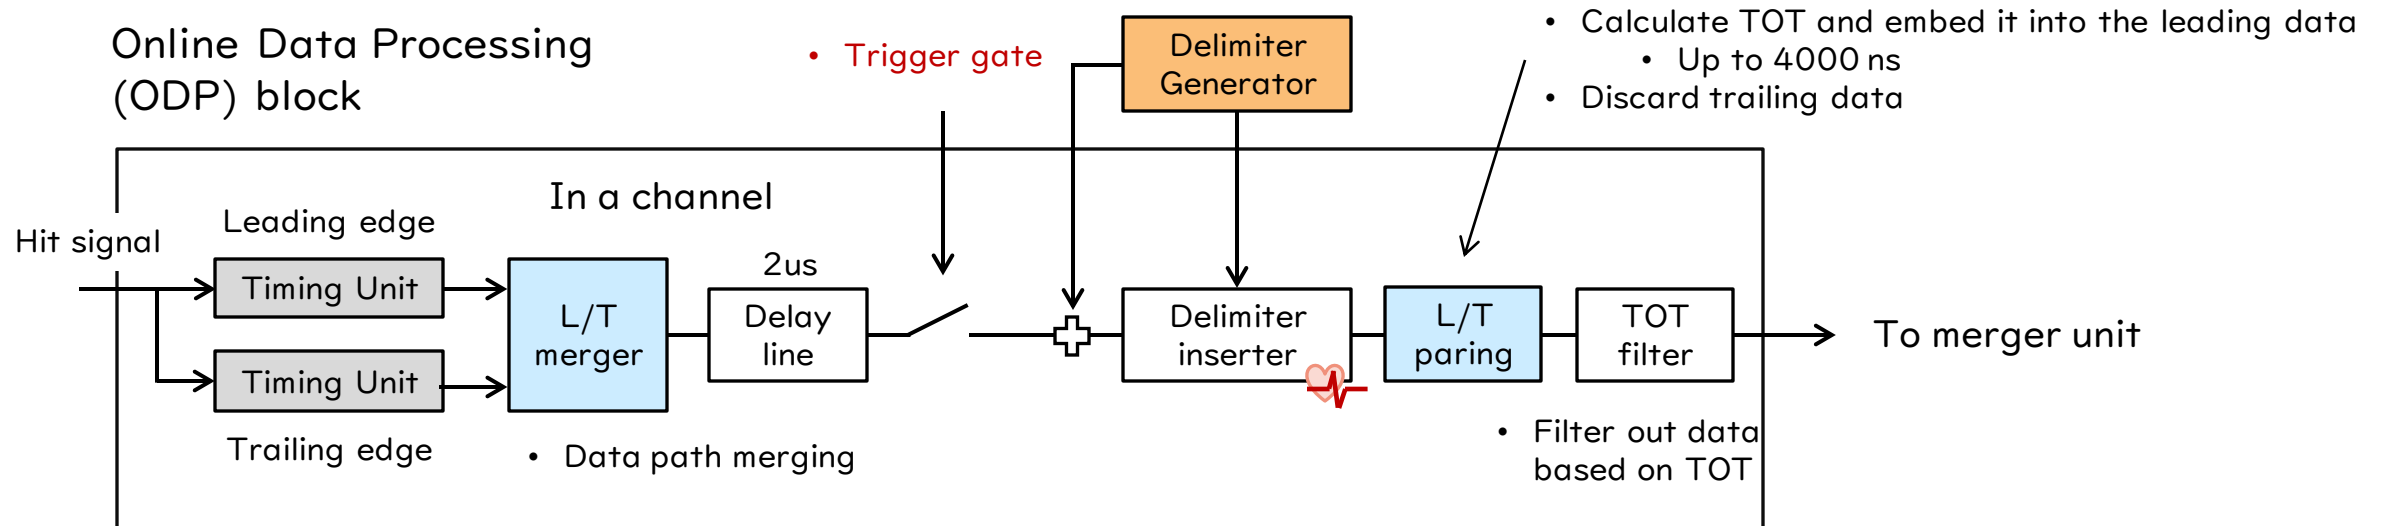 Online Data Processing
(ODP) block
• Trigger gate
Delimiter
Generator
• Calculate TOT and embed it into the leading data
• Up to 4000 ns
• Discard trailing data
In a channel
Hit signal
Leading edge
Timing Unit
Timing Unit
Trailing edge
L/T
merger
• Data path merging
2us
Delay
line
Delimiter
inserter
L/T
paring
TOT
filter
• Filter out data
based on TOT
To merger unit